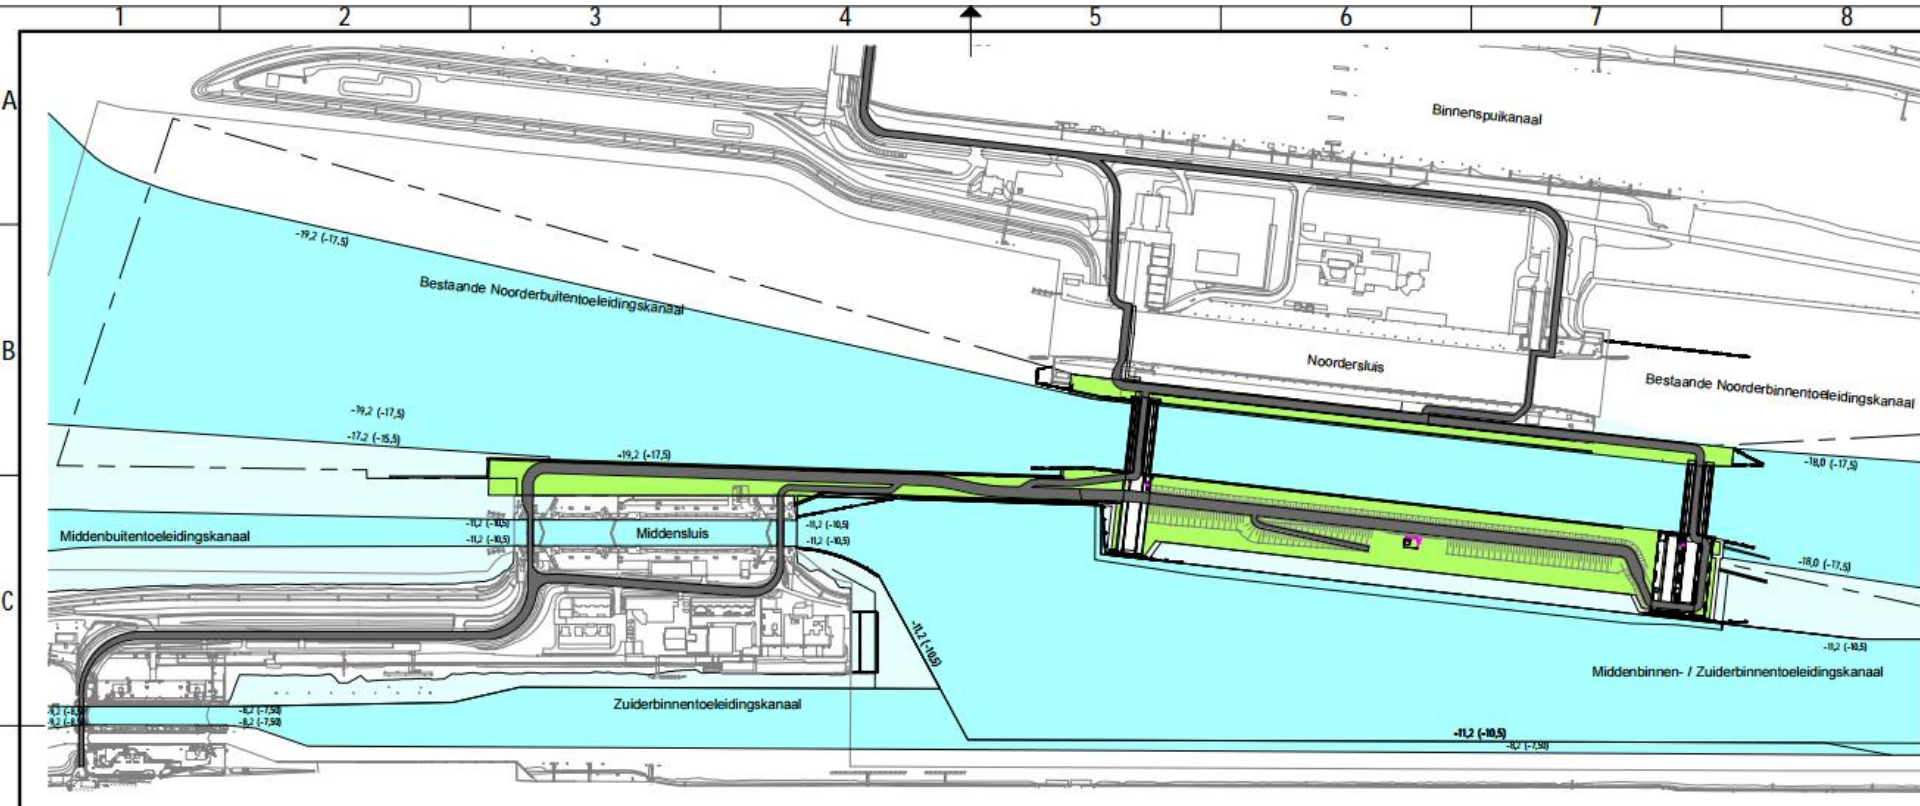 1 2 3 4 5 6 7 8
A
Binnenspuikanaal
-19,2 (-17,5)
Bestaande Noorderbuitentoeleidingskanaal
B
Noordersluis
Bestaande Noorderbinnentoeleidingskanaal
-19,2 (-17,5)
-17,2 (-15,5)
-19,2 (-17,5)
-18,0 (-17,5)
-11,2 (-10,5)
-11,2 (-10,5)
Middenbuitentoeleidingskanaal
Middensluis
-11,2 (-10,5)
-11,2 (-10,5)
-18,0 (-17,5)
C
-11,2 (-10,5)
-11,2 (-10,5)
Middenbinnen- / Zuiderbinnentoeleidingskanaal
Zuiderbinnentoeleidingskanaal
-8,2 (-7,50)
-8,2 (-7,50)
-11,2 (-10,5)
-8,2 (-7,50)